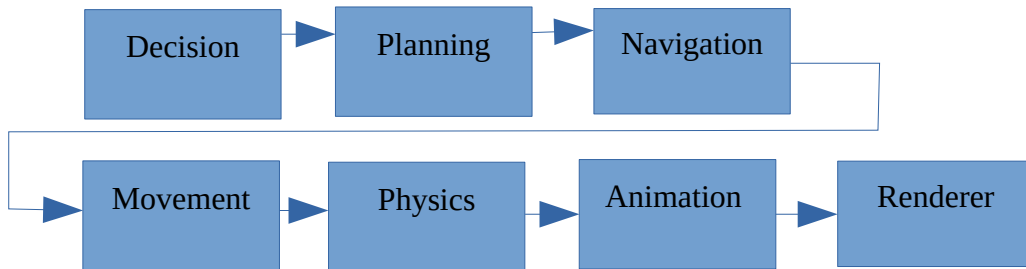 Decision
Planning
Navigation
Movement
Physics
Animation
Renderer